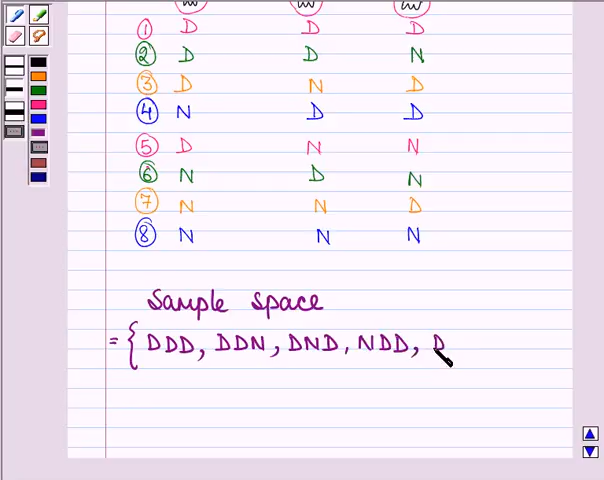 ① D D D
② D D N
③ D N D
④ N D D
⑤ D N N
⑥ N D N
⑦ N N D
⑧ N N N
Sample Space
= { DDD, DDN, DND, NDD, D